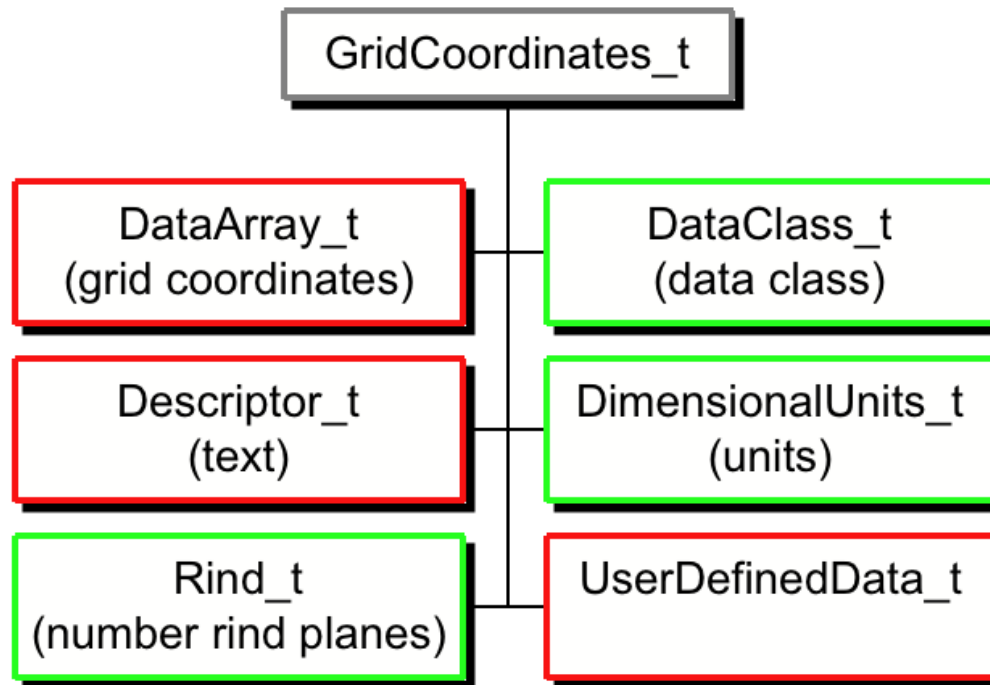 GridCoordinates_t
DataArray_t
(grid coordinates)
DataClass_t
(data class)
Descriptor_t
(text)
DimensionalUnits_t
(units)
Rind_t
(number rind planes)
UserDefinedData_t